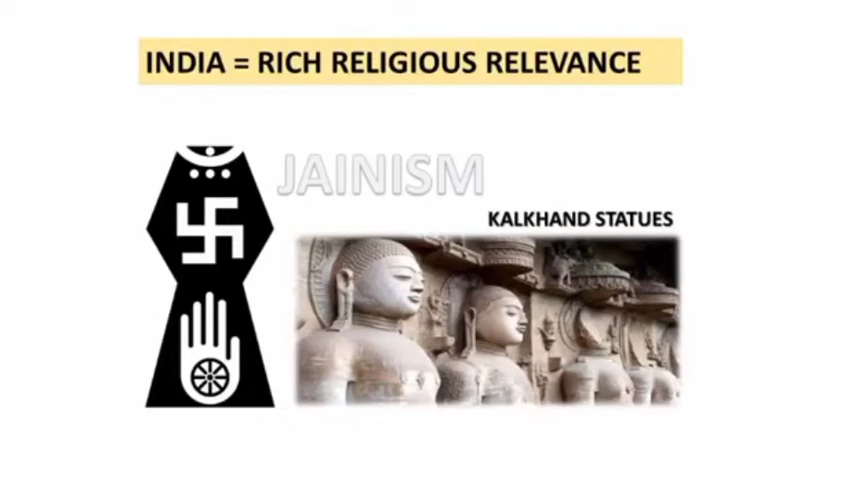 INDIA = RICH RELIGIOUS RELEVANCE
JAINISM
KALKHAND STATUES